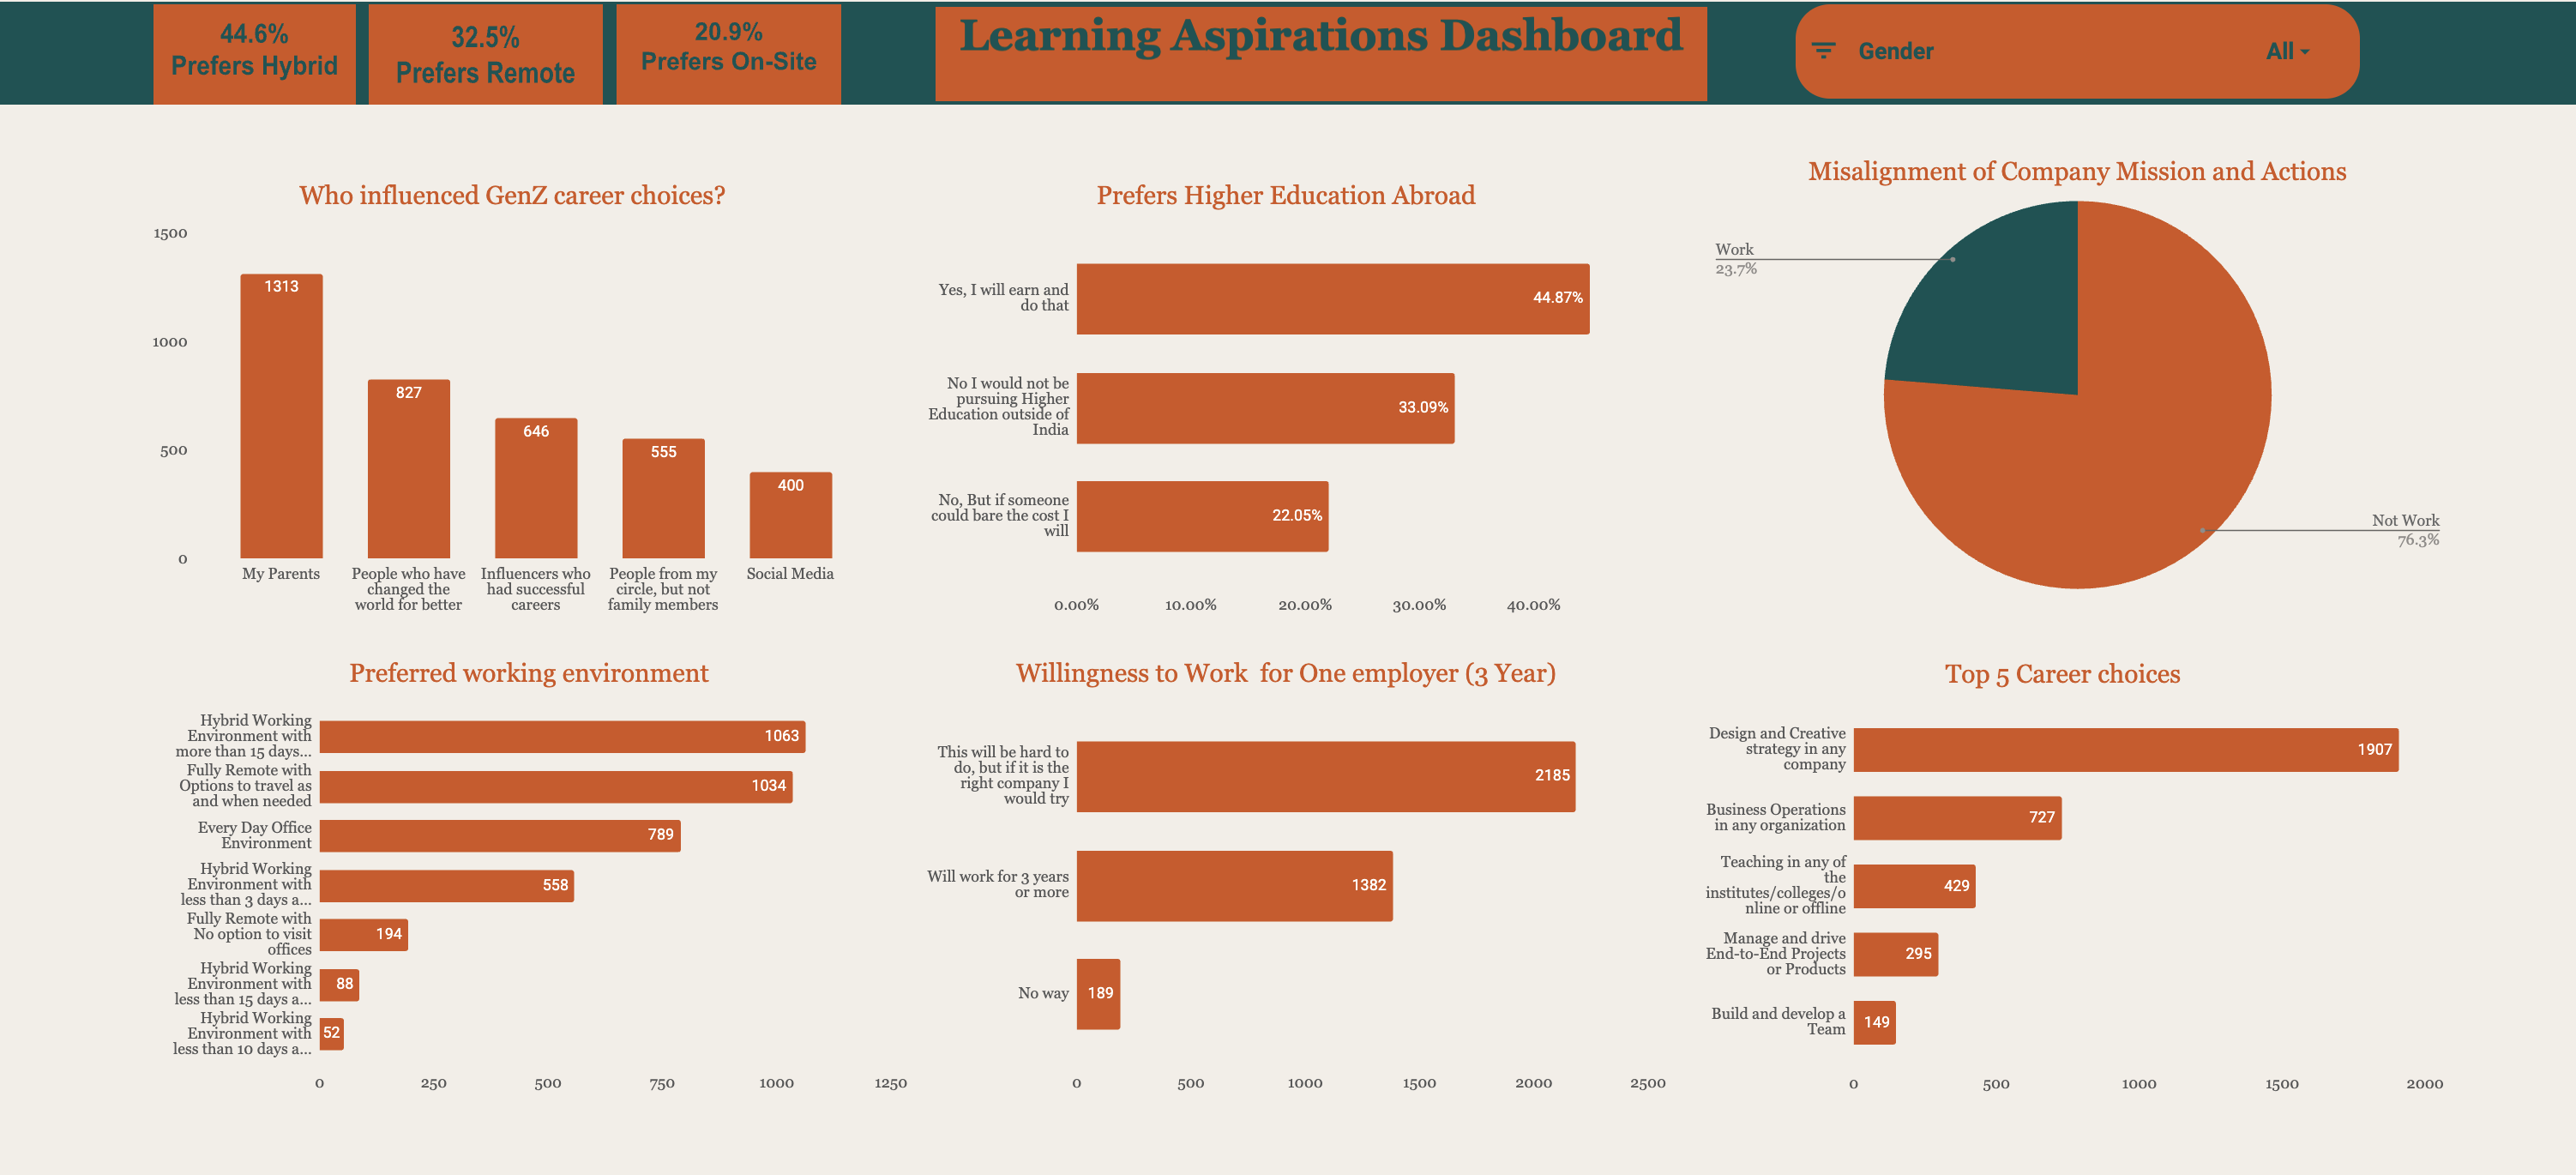 44.6%
Prefers Hybrid
32.5%
Prefers Remote
20.9%
Prefers On-Site
Learning Aspirations Dashboard
Gender
All
Who influenced GenZ career choices?
1500
1000
500
0
1313
827
646
555
400
My Parents
People who have
changed the
world for better
Influencers who
had successful
careers
People from my
circle, but not
family members
Social Media
Prefers Higher Education Abroad
Yes, I will earn and
do that
44.87%
No I would not be
pursuing Higher
Education outside of
India
33.09%
No, But if someone
could bare the cost I
will
22.05%
0.00%
10.00%
20.00%
30.00%
40.00%
Misalignment of Company Mission and Actions
Work
23.7%
Not Work
76.3%
Preferred working environment
Hybrid Working
Environment with
more than 15 days...
1063
Fully Remote with
Options to travel as
and when needed
1034
Every Day Office
Environment
789
Hybrid Working
Environment with
less than 3 days a...
558
Fully Remote with
No option to visit
offices
194
Hybrid Working
Environment with
less than 15 days a...
88
Hybrid Working
Environment with
less than 10 days a...
52
0
250
500
750
1000
1250
Willingness to Work  for One employer (3 Year)
This will be hard to
do, but if it is the
right company I
would try
2185
Will work for 3 years
or more
1382
No way
189
0
500
1000
1500
2000
2500
Top 5 Career choices
Design and Creative
strategy in any
company
1907
Business Operations
in any organization
727
Teaching in any of
the
institutes/colleges/o
nline or offline
429
Manage and drive
End-to-End Projects
or Products
295
Build and develop a
Team
149
0
500
1000
1500
2000